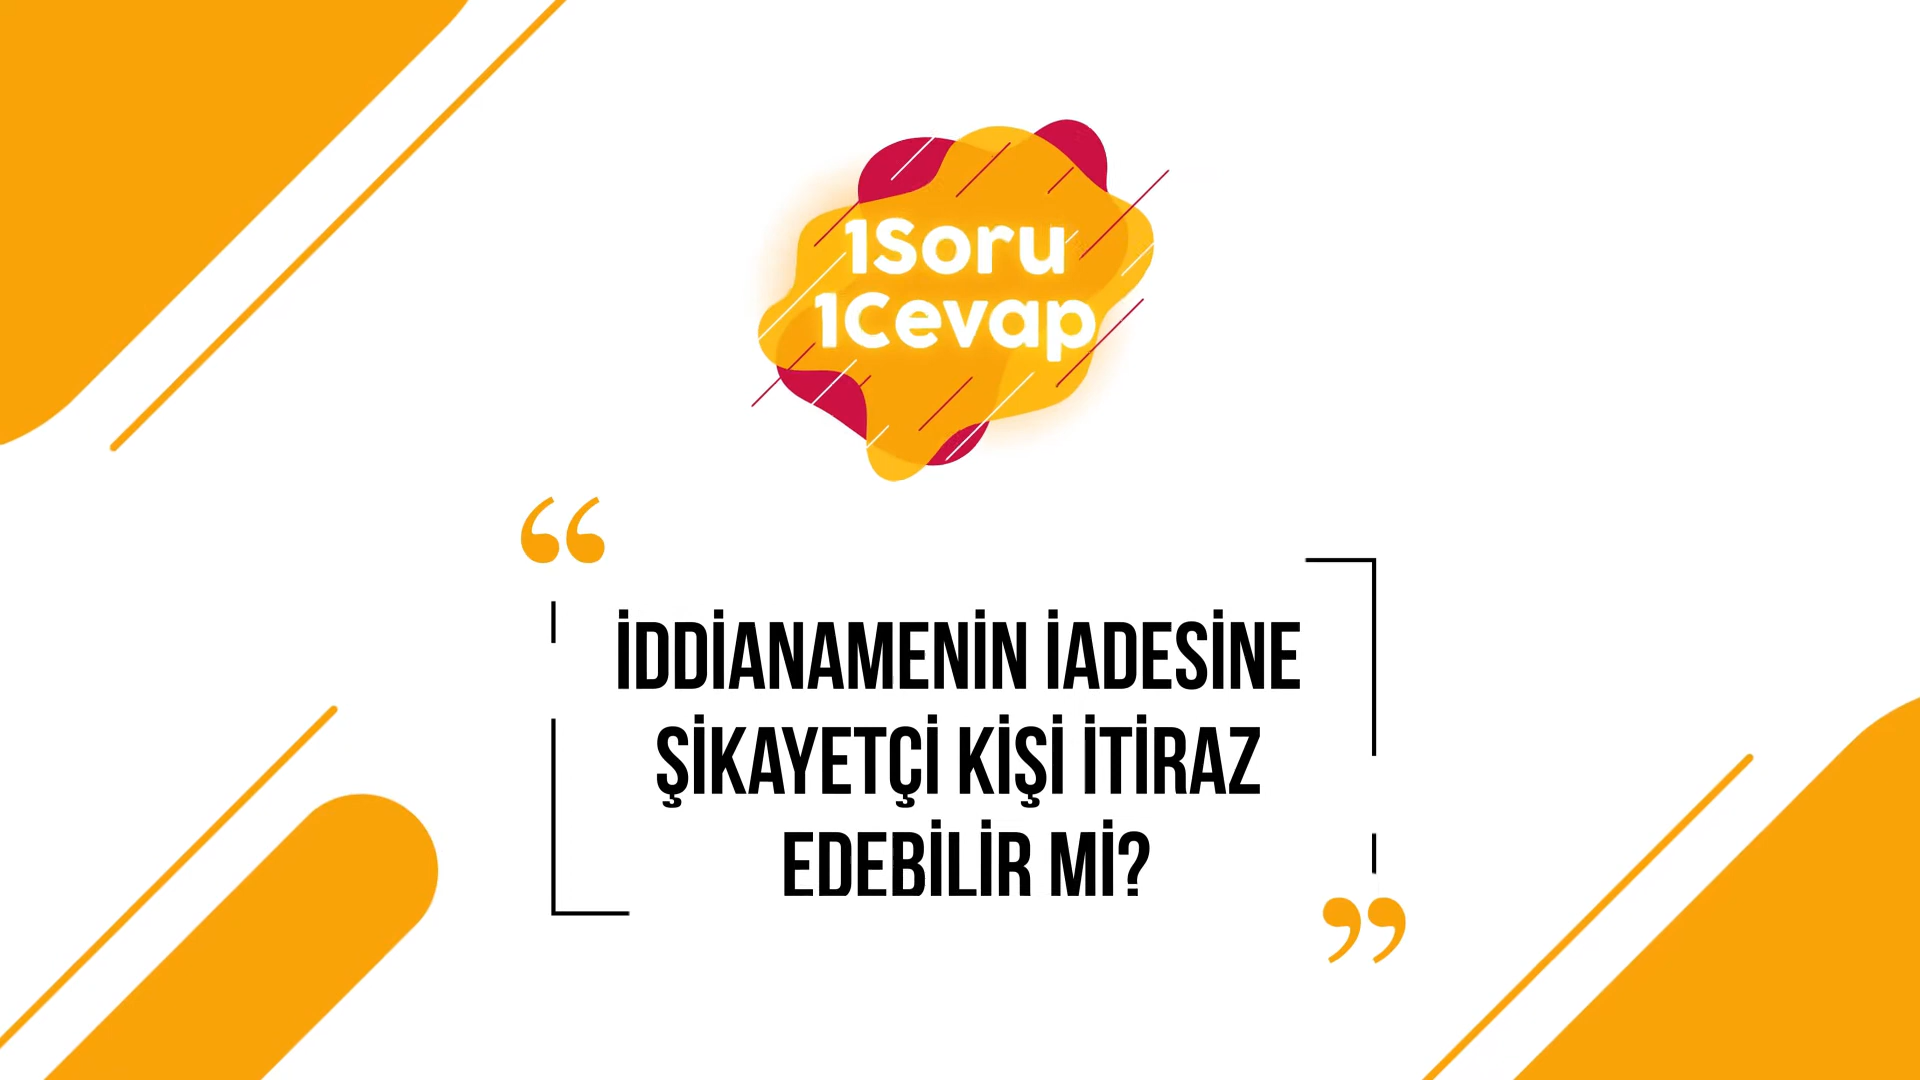 1Soru
1Cevap
“
İDDİANAMENİN İADESİNE
ŞİKAYETÇİ KİŞİ İTİRAZ
EDEBİLİR Mİ?
”